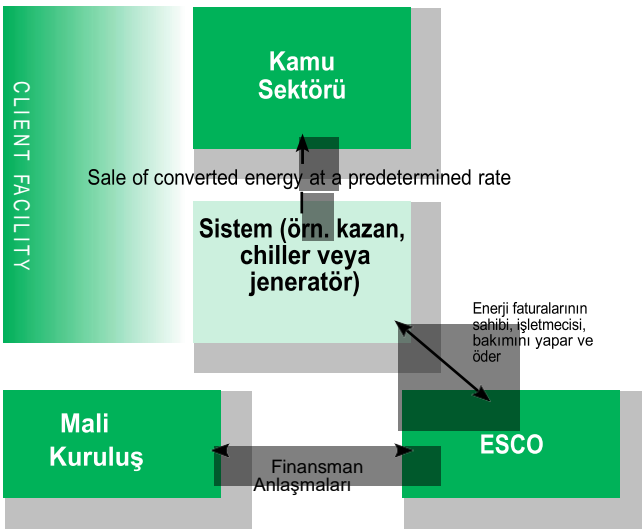 CLIENT FACILITY
Kamu
Sektörü
Sale of converted energy at a predetermined rate
Sistem (örn. kazan,
chiller veya
jeneratör)
Enerji faturalarının
sahibi, işletmecisi,
bakımını yapar ve
öder
Mali
Kuruluş
Finansman
Anlaşmaları
ESCO